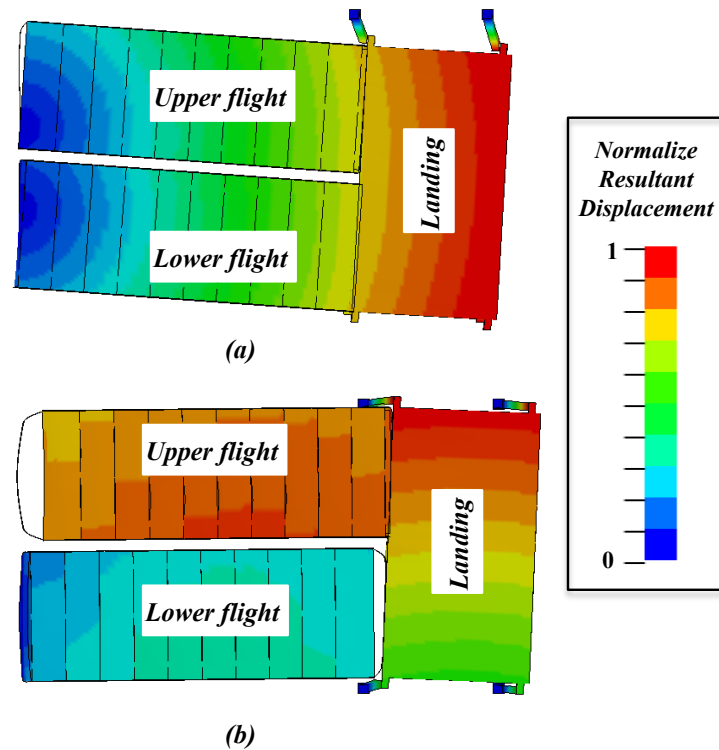 Upper flight
Landing
Lower flight
(a)
Normalize
Resultant
Displacement
1
0
Upper flight
Landing
Lower flight
(b)